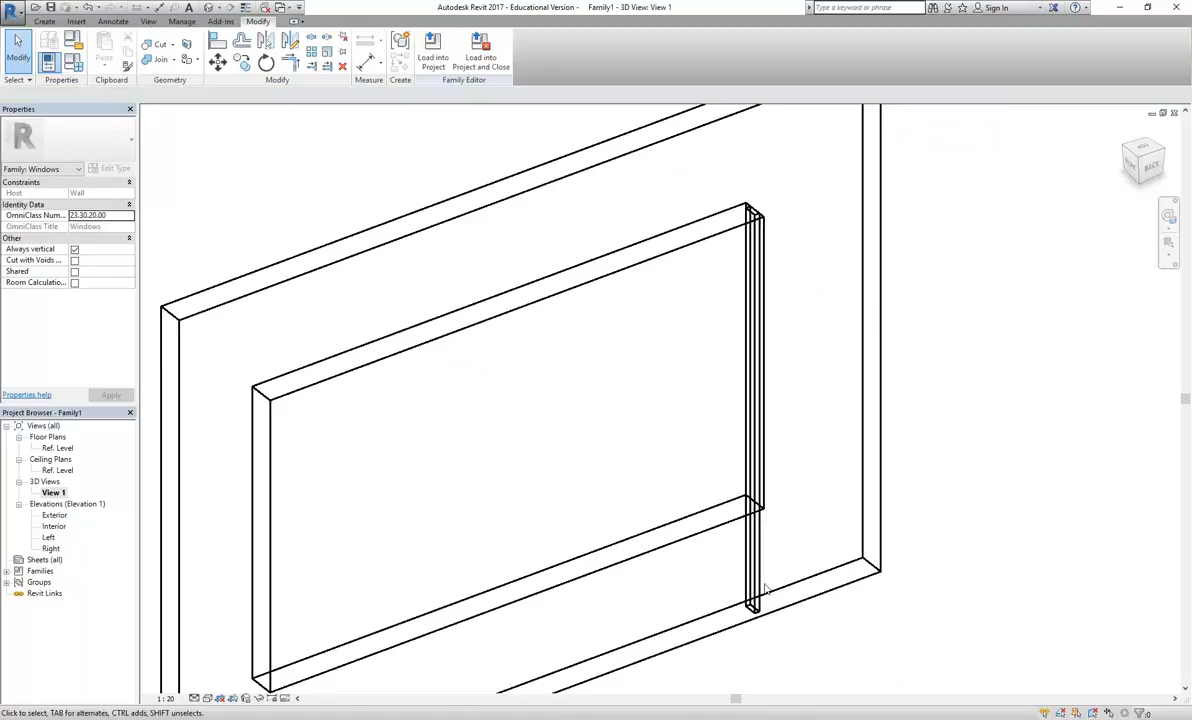 Autodesk Revit 2017 - Educational Version - Family1 - 3D View: View 1
Type a keyword or phrase
Sign In
Create Insert Annotate View Manage Add-Ins Modify
Modify
Paste
Cut
Join
Load into
Project
Load into
Project and Close
Select Properties Clipboard Geometry Modify Measure Create Family Editor
Properties
Family: Windows
Edit Type
Constraints
Host Wall
Identity Data
OmniClass Num... 23.30.20.00
OmniClass Title Windows
Other
Always vertical
Cut with Voids ...
Shared
Room Calculatio...
Properties help
Apply
Project Browser - Family1
Views (all)
Floor Plans
Ref. Level
Ceiling Plans
Ref. Level
3D Views
View 1
Elevations (Elevation 1)
Exterior
Interior
Left
Right
Sheets (all)
Families
Groups
Revit Links
BACK
1 : 20
Click to select, TAB for alternates, CTRL adds, SHIFT unselects.
:0